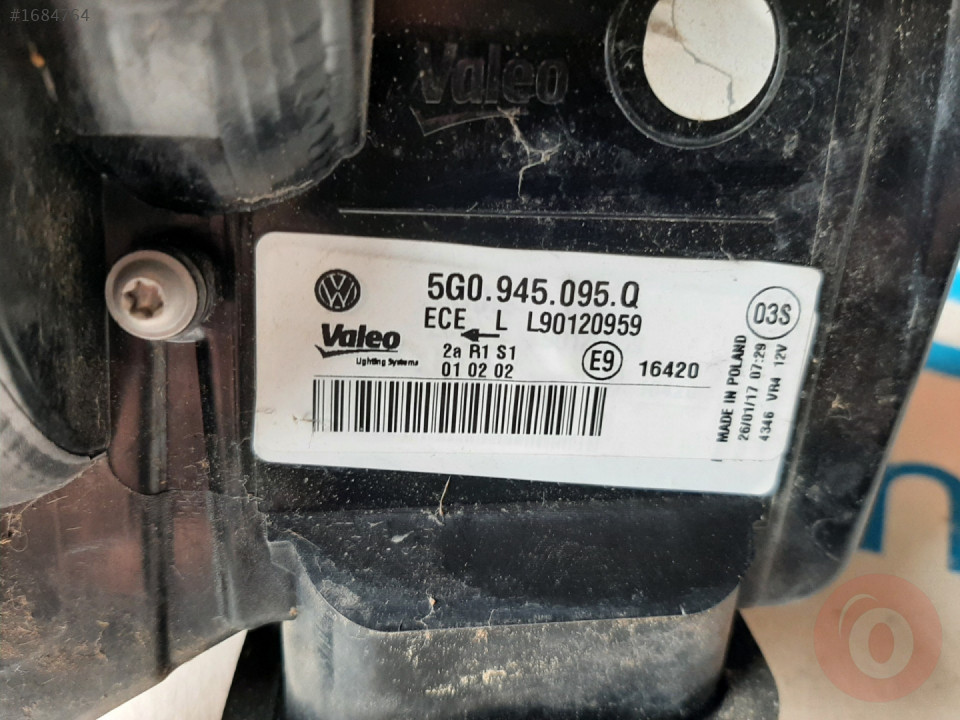 #1684764
Valeo
5G0.945.095.Q
ECE L L90120959
Valeo
Lighting Systems
2a R1 S1
01 02 02
E9
16420
03S
MADE IN POLAND
26/01/17 07:29
4346 VR4 12V
n
o